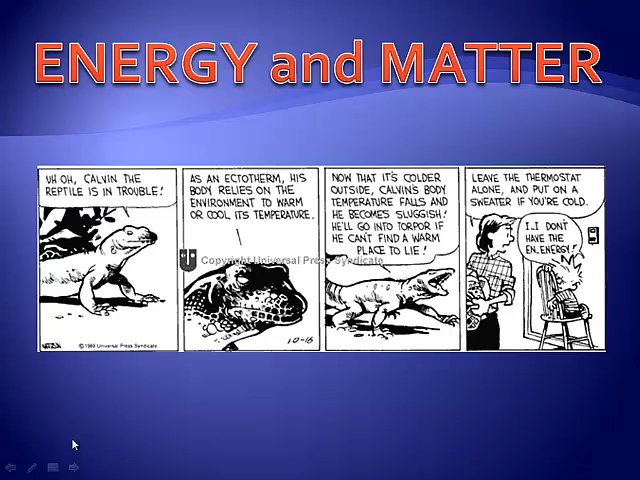 ENERGY and MATTER
UH OH, CALVIN THE
REPTILE IS IN TROUBLE!
AS AN ECTOTHERM, HIS
BODY RELIES ON THE
ENVIRONMENT TO WARM
OR COOL ITS TEMPERATURE.
NOW THAT IT'S COLDER
OUTSIDE, CALVIN'S BODY
TEMPERATURE FALLS AND
HE BECOMES SLUGGISH!
HE'LL GO INTO TORPOR IF
HE CAN'T FIND A WARM
PLACE TO LIE!
LEAVE THE THERMOSTAT
ALONE, AND PUT ON A
SWEATER IF YOU'RE COLD.
I..I DON'T
HAVE THE
EN..ENERGY!
Copyright Universal Press Syndicate
© 1989 Universal Press Syndicate
10-16